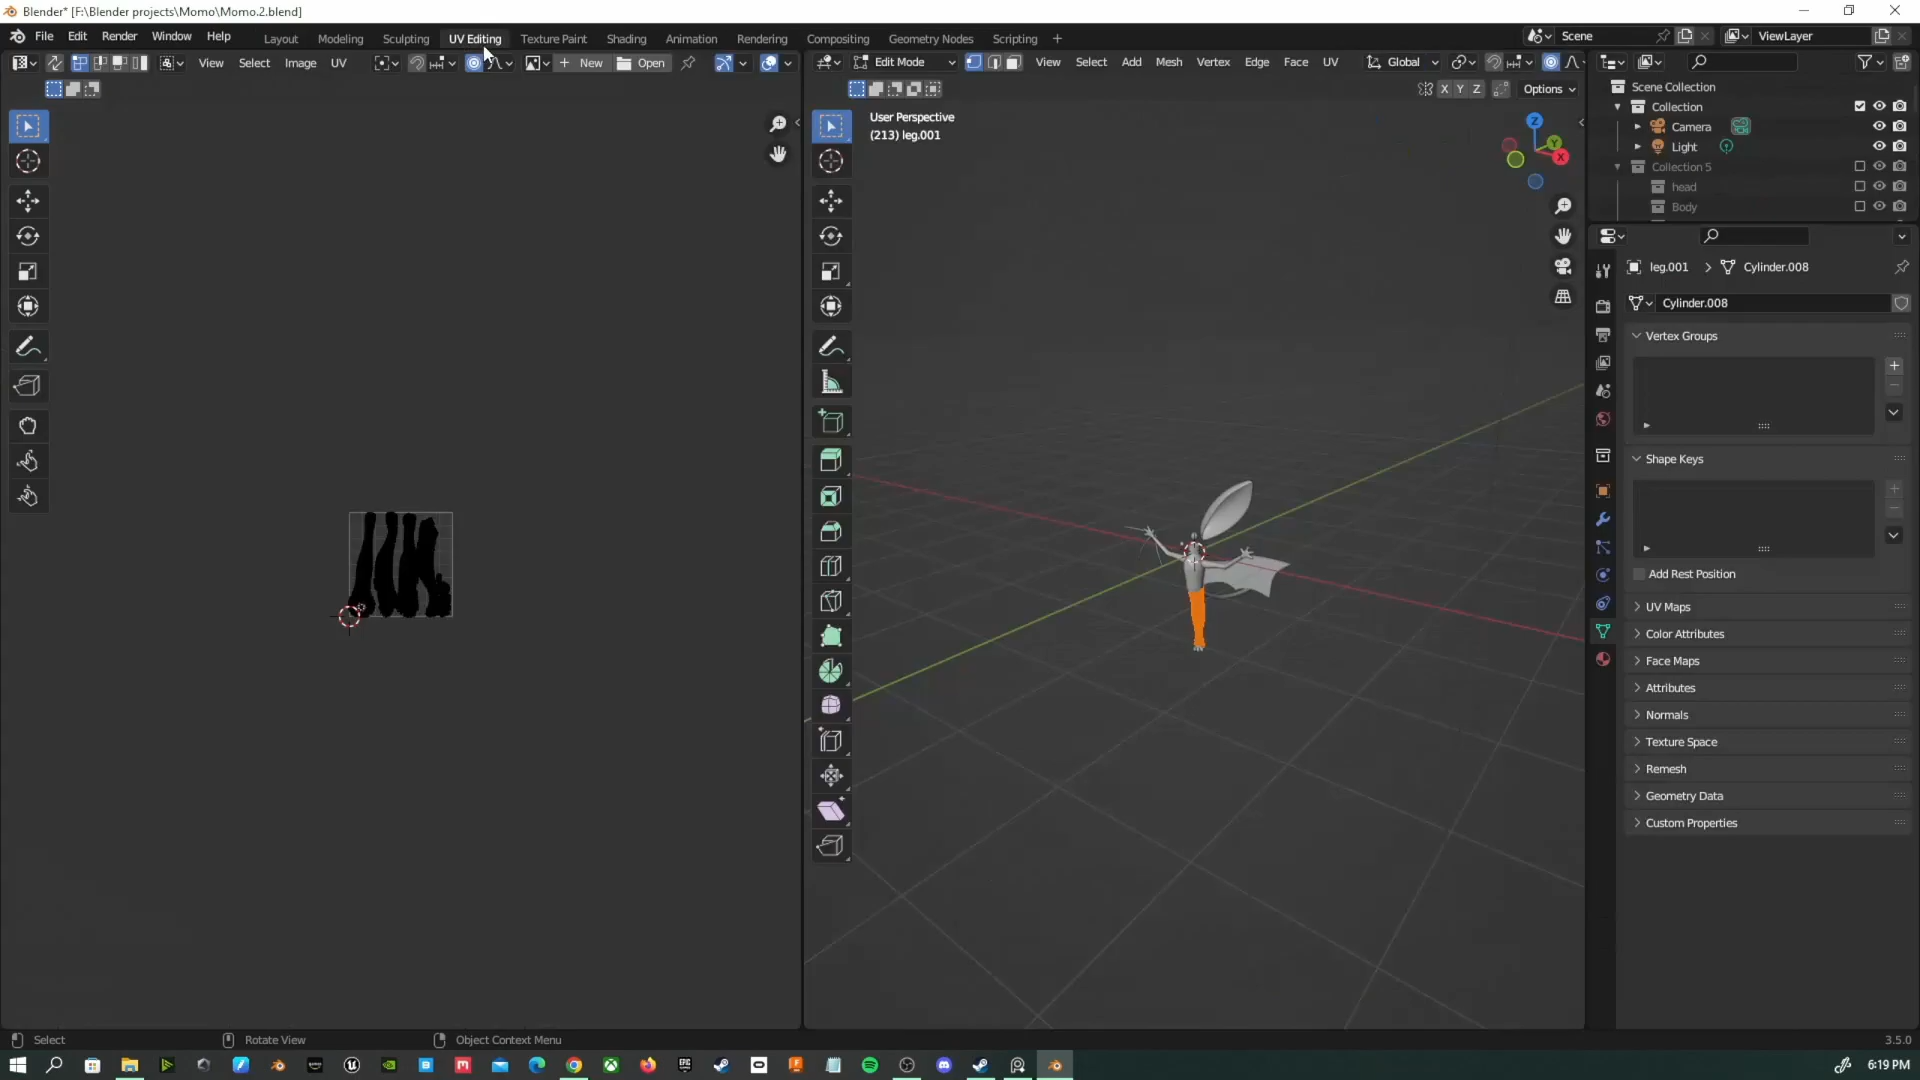 Blender* [F:\Blender projects\Momo\Momo.2.blend]
File Edit Render Window Help Layout Modeling Sculpting UV Editing Texture Paint Shading Animation Rendering Compositing Geometry Nodes Scripting + Scene ViewLayer
View Select Image UV New Open Edit Mode View Select Add Mesh Vertex Edge Face UV Global
X Y Z Options
User Perspective
(213) leg.001
Z
Y
X
Scene Collection
Collection
Camera
Light
Collection 5
head
Body
leg.001 > Cylinder.008
Cylinder.008
Vertex Groups
Shape Keys
Add Rest Position
UV Maps
Color Attributes
Face Maps
Attributes
Normals
Texture Space
Remesh
Geometry Data
Custom Properties
Select Rotate View Object Context Menu 3.5.0
6:19 PM